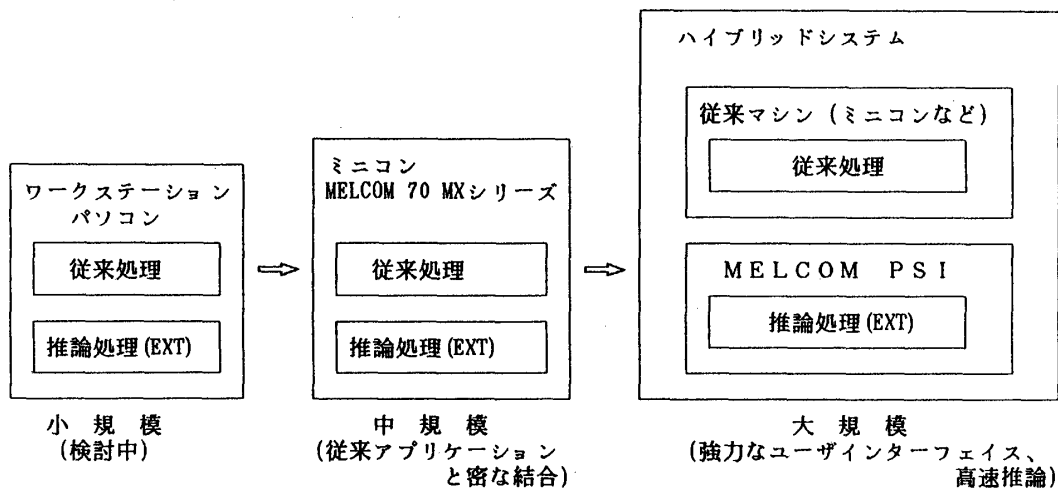 ワークステーション
パソコン
従来処理
推論処理(EXT)
小規模
(検討中)
ミニコン
MELCOM 70 MXシリーズ
従来処理
推論処理(EXT)
中規模
(従来アプリケーション
と密な結合)
ハイブリッドシステム
従来マシン(ミニコンなど)
従来処理
MELCOM PSI
推論処理(EXT)
大規模
(強力なユーザインターフェイス、
高速推論)